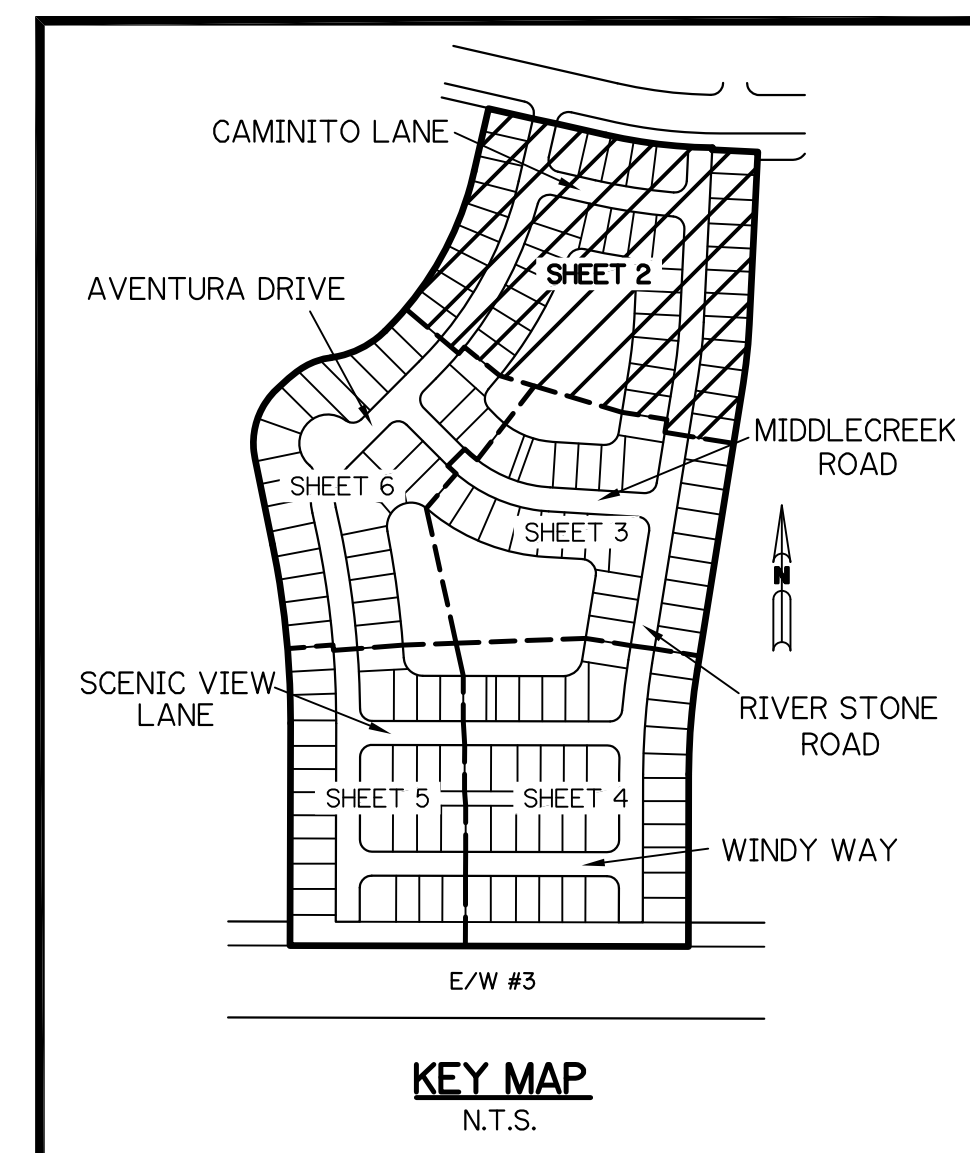 CAMINITO LANE
SHEET 2
AVENTURA DRIVE
MIDDLECREEK
ROAD
SHEET 6
SHEET 3
N
SCENIC VIEW
LANE
RIVER STONE
ROAD
SHEET 5
SHEET 4
WINDY WAY
E/W #3
KEY MAP
N.T.S.